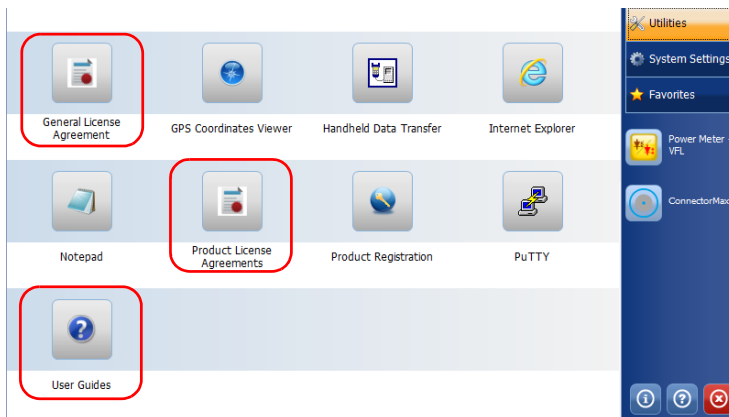 General License
Agreement
GPS Coordinates Viewer
Handheld Data Transfer
Internet Explorer
Notepad
Product License
Agreements
Product Registration
PuTTY
User Guides
Utilities
System Settings
Favorites
Power Meter -
VFL
ConnectorMax